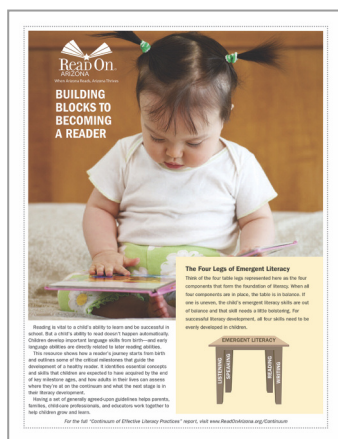 READ ON
ARIZONA
When Arizona Reads, Arizona Thrives
BUILDING
BLOCKS TO
BECOMING
A READER
The Four Legs of Emergent Literacy
Think of the four table legs represented here as the four
components that form the foundation of literacy. When all
four components are in place, the table is in balance. If
one is uneven, the child's emergent literacy skills are out
of balance and that skill needs a little bolstering. For
successful literacy development, all four skills need to be
evenly developed in children.
EMERGENT LITERACY
LISTENING
SPEAKING
READING
WRITING
Reading is vital to a child's ability to learn and be successful in
school. But a child's ability to read doesn't happen automatically.
Children develop important language skills from birth—and early
language abilities are directly related to later reading abilities.
This resource shows how a reader's journey starts from birth
and outlines some of the critical milestones that guide the
development of a healthy reader. It identifies essential concepts
and skills that children are expected to have acquired by the end
of key milestone ages, and how adults in their lives can assess
where they're at on the continuum and what the next stage is in
their literacy development.
Having a set of generally agreed-upon guidelines helps parents,
families, child-care professionals, and educators work together to
help children grow and learn.
For the full "Continuum of Effective Literacy Practices" report, visit www.ReadOnArizona.org/Continuum